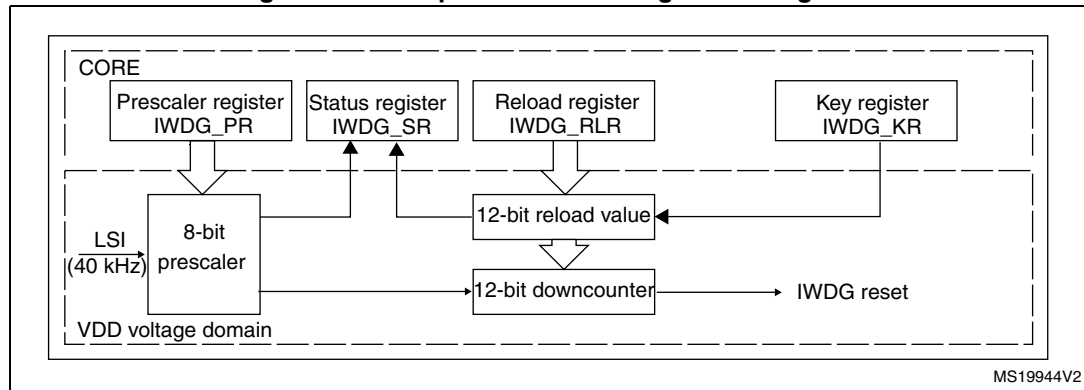 CORE
Prescaler register
IWDG_PR
Status register
IWDG_SR
Reload register
IWDG_RLR
Key register
IWDG_KR
LSI
(40 kHz)
8-bit
prescaler
12-bit reload value
12-bit downcounter
IWDG reset
VDD voltage domain
MS19944V2